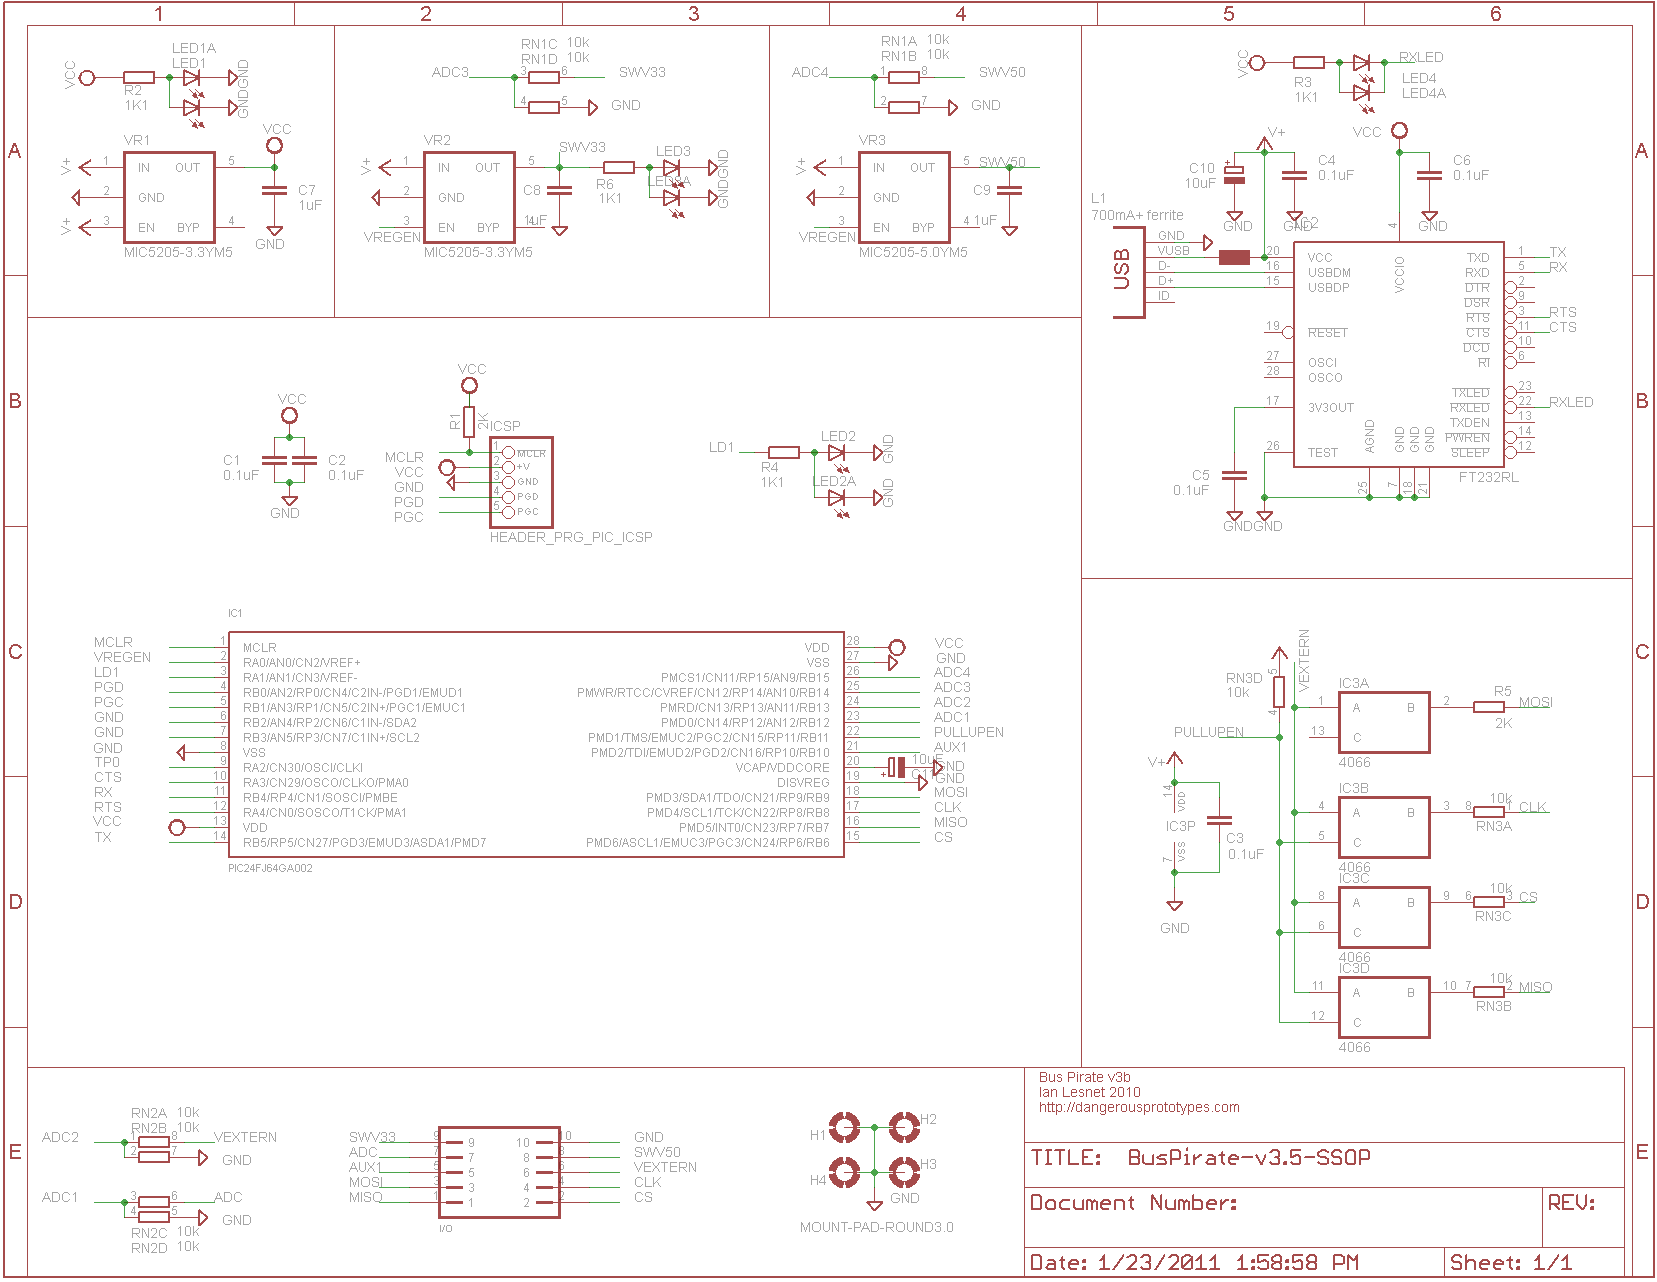 1 2 3 4 5 6
A
B
C
D
E
A
B
C
D
E
LED1A
LED1
VCC
R2
1K1
GND
GND
VR1
VCC
V+ 1 IN OUT 5
2 GND
V+ 3 EN BYP 4
C7
1uF
GND
MIC5205-3.3YM5
RN1C 10k
RN1D 10k
ADC3 3 6 SWV33
4 5 GND
VR2
SWV33
V+ 1 IN OUT 5
2 GND
3 EN BYP 4
VREGEN
MIC5205-3.3YM5
C8
1uF
R6
1K1
LED3
GND
GND
RN1A 10k
RN1B 10k
ADC4 1 8 SWV50
2 7 GND
VR3
V+ 1 IN OUT 5 SWV50
2 GND
3 EN BYP 4
VREGEN
C9
1uF
MIC5205-5.0YM5
VCC
R3
1K1
RXLED
LED4
LED4A
V+
VCC
C10
10uF
C4
0.1uF
C6
0.1uF
GND
GND
L1
700mA+ ferrite
USB
GND
VUSB
D-
D+
ID
4
VCCIO
20 VCC TXD 1 TX
16 USBDM RXD 5 RX
15 USBDP DTR 2
DSR 9
RTS 3 RTS
19 RESET CTS 11 CTS
DCD 10
27 OSCI RI 6
28 OSCO
TXLED 23
17 3V3OUT RXLED 22 RXLED
TXDEN 13
PWREN 14
26 TEST SLEEP 12
AGND GND GND GND
25 7 18 21
FT232RL
C5
0.1uF
GND GND
VCC
C1
0.1uF
C2
0.1uF
GND
VCC
R1
2K
ICSP
MCLR 1 MCLR
VCC 2 +V
GND 3 GND
PGD 4 PGD
PGC 5 PGC
HEADER_PRG_PIC_ICSP
LD1
R4
1K1
LED2
LED2A
GND
GND
IC1
MCLR 1 MCLR VDD 28 VCC
VREGEN 2 RA0/AN0/CN2/VREF+ VSS 27 GND
LD1 3 RA1/AN1/CN3/VREF- PMCS1/CN11/RP15/AN9/RB15 26 ADC4
PGD 4 RB0/AN2/RP0/CN4/C2IN-/PGD1/EMUD1 PMWR/RTCC/CVREF/CN12/RP14/AN10/RB14 25 ADC3
PGC 5 RB1/AN3/RP1/CN5/C2IN+/PGC1/EMUC1 PMRD/CN13/RP13/AN11/RB13 24 ADC2
GND 6 RB2/AN4/RP2/CN6/C1IN-/SDA2 PMD0/CN14/RP12/AN12/RB12 23 ADC1
GND 7 RB3/AN5/RP3/CN7/C1IN+/SCL2 PMD1/TMS/EMUC2/PGC2/CN15/RP11/RB11 22 PULLUPEN
GND 8 VSS PMD2/TDI/EMUD2/PGD2/CN16/RP10/RB10 21 AUX1
TP0 9 RA2/CN30/OSCI/CLKI VCAP/VDDCORE 20 GND
CTS 10 RA3/CN29/OSCO/CLKO/PMA0 DISVREG 19 GND
RX 11 RB4/RP4/CN1/SOSCI/PMBE PMD3/SDA1/TDO/CN21/RP9/RB9 18 MOSI
RTS 12 RA4/CN0/SOSCO/T1CK/PMA1 PMD4/SCL1/TCK/CN22/RP8/RB8 17 CLK
VCC 13 VDD PMD5/INT0/CN23/RP7/RB7 16 MISO
TX 14 RB5/RP5/CN27/PGD3/EMUD3/ASDA1/PMD7 PMD6/ASCL1/EMUC3/PGC3/CN24/RP6/RB6 15 CS
PIC24FJ64GA002
VEXTERN
RN3D
10k
5
4
PULLUPEN
V+
14 VDD
IC3P
7 VSS
C3
0.1uF
GND
IC3A
1 A B 2 R5 MOSI
13 C 2K
4066
IC3B
4 A B 3 8 10k 1 CLK
5 C RN3A
4066
IC3C
8 A B 9 6 10k 3 CS
6 C RN3C
4066
IC3D
11 A B 10 7 10k 2 MISO
12 C RN3B
4066
RN2A 10k
RN2B 10k
ADC2 1 8 VEXTERN
2 7 GND
ADC1 3 6 ADC
4 5 GND
RN2C 10k
RN2D 10k
SWV33 9 9 10 10 GND
ADC 7 7 8 8 SWV50
AUX1 5 5 6 6 VEXTERN
MOSI 3 3 4 4 CLK
MISO 1 1 2 2 CS
I/O
H1 H2
H4 H3
GND
MOUNT-PAD-ROUND3.0
Bus Pirate v3b
Ian Lesnet 2010
http://dangerousprototypes.com
TITLE: BusPirate-v3.5-SSOP
Document Number:
REV:
Date: 1/23/2011 1:58:58 PM
Sheet: 1/1